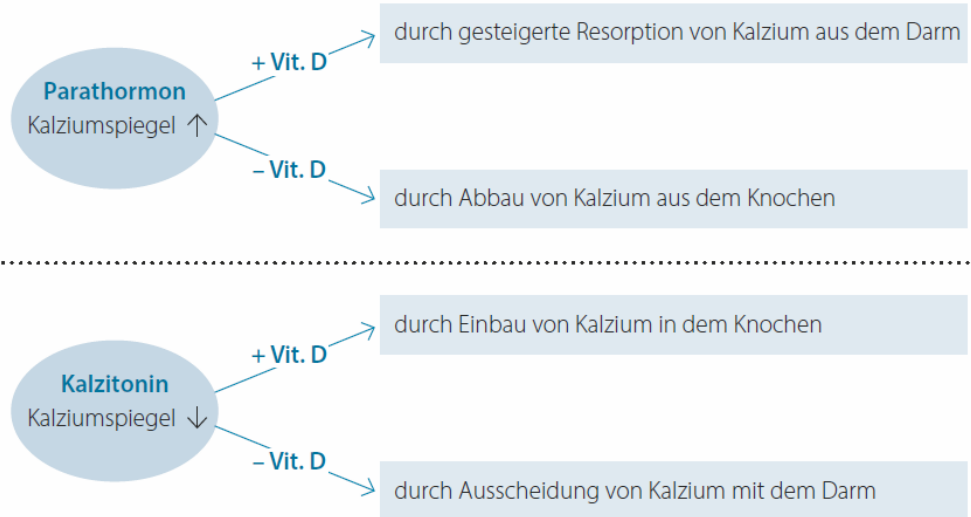 durch gesteigerte Resorption von Kalzium aus dem Darm
+ Vit. D
Parathormon
Kalziumspiegel ↑
– Vit. D
durch Abbau von Kalzium aus dem Knochen
durch Einbau von Kalzium in dem Knochen
+ Vit. D
Kalzitonin
Kalziumspiegel ↓
– Vit. D
durch Ausscheidung von Kalzium mit dem Darm